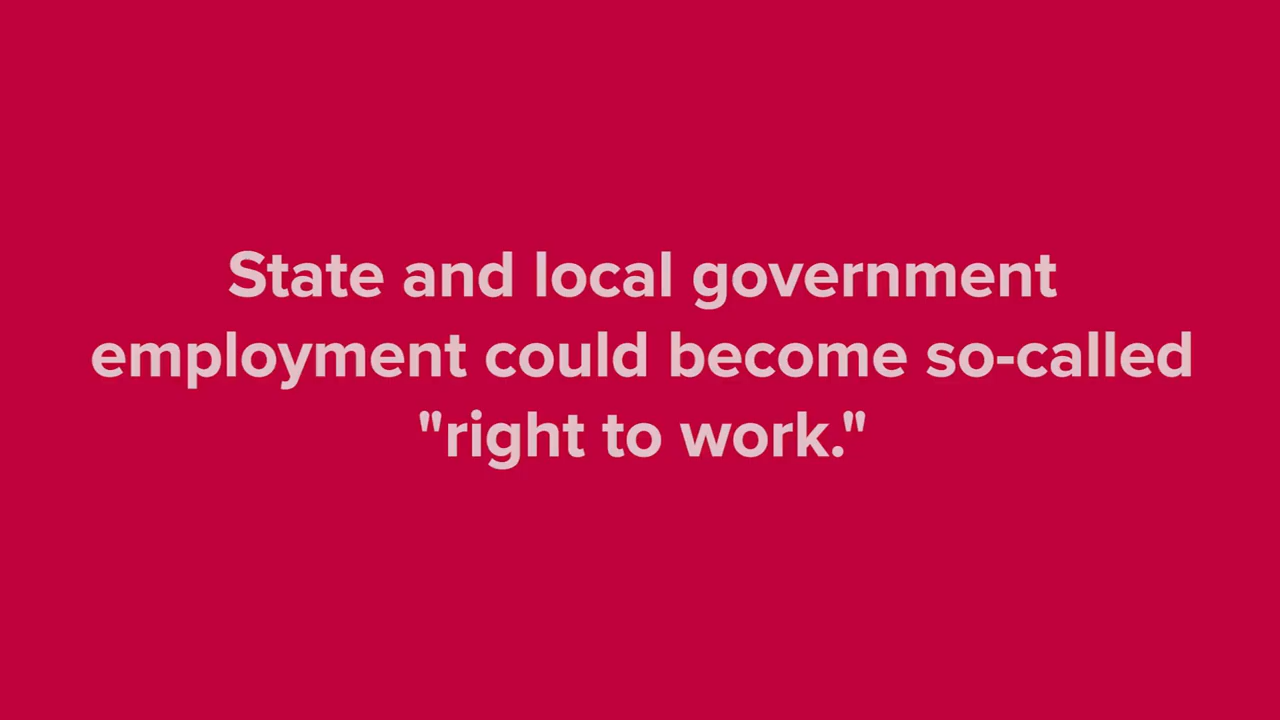 State and local government
employment could become so-called
"right to work."